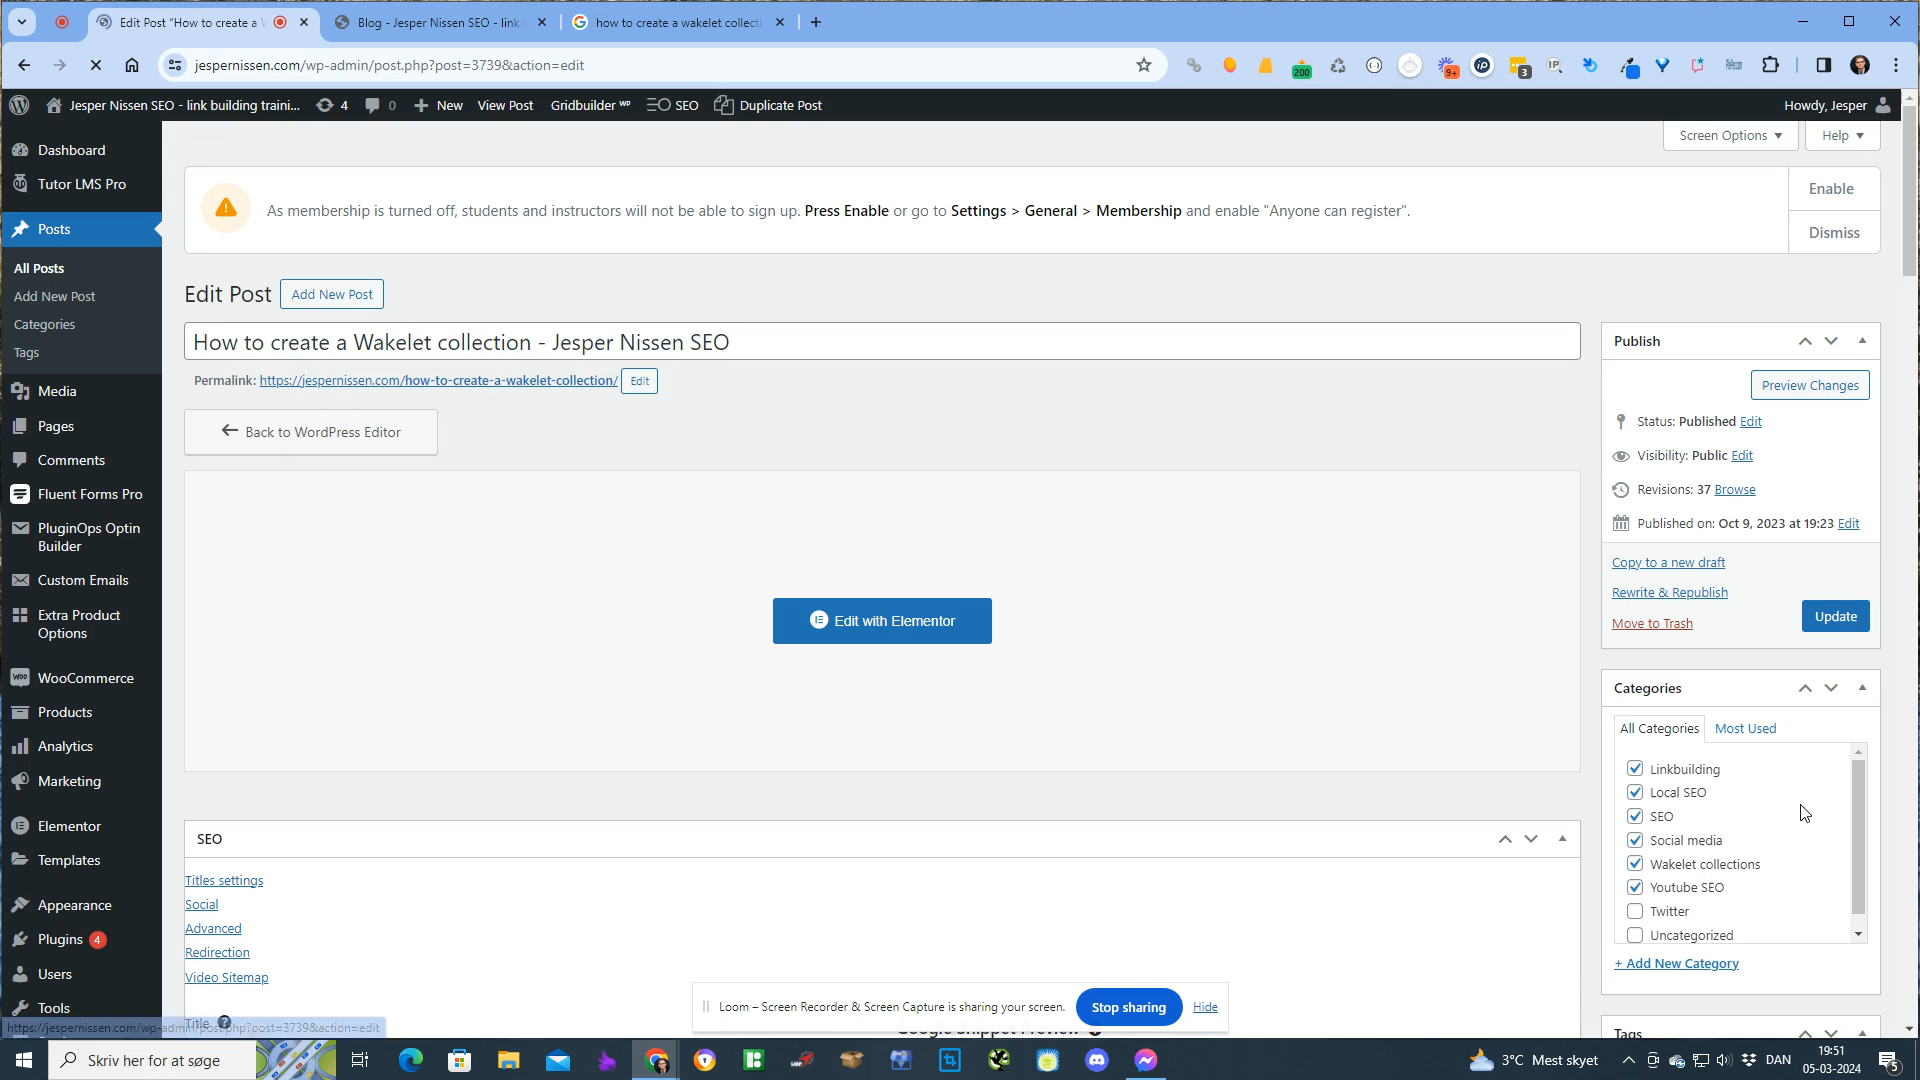 Edit Post "How to create a W
Blog - Jesper Nissen SEO - link
how to create a wakelet collecti
jespernissen.com/wp-admin/post.php?post=3739&action=edit
200
9+
3
Jesper Nissen SEO - link building traini...
4
0
New
View Post
Gridbuilder WP
SEO
Duplicate Post
Howdy, Jesper
Screen Options
Help
Dashboard
Tutor LMS Pro
Posts
All Posts
Add New Post
Categories
Tags
Media
Pages
Comments
Fluent Forms Pro
PluginOps Optin
Builder
Custom Emails
Extra Product
Options
WooCommerce
Products
Analytics
Marketing
Elementor
Templates
Appearance
Plugins 4
Users
Tools
As membership is turned off, students and instructors will not be able to sign up. Press Enable or go to Settings > General > Membership and enable "Anyone can register".
Enable
Dismiss
Edit Post
Add New Post
How to create a Wakelet collection - Jesper Nissen SEO
Permalink: https://jespernissen.com/how-to-create-a-wakelet-collection/
Edit
Back to WordPress Editor
Edit with Elementor
SEO
Titles settings
Social
Advanced
Redirection
Video Sitemap
Title
Google Snippet Preview
Publish
Preview Changes
Status: Published Edit
Visibility: Public Edit
Revisions: 37 Browse
Published on: Oct 9, 2023 at 19:23 Edit
Copy to a new draft
Rewrite & Republish
Move to Trash
Update
Categories
All Categories
Most Used
Linkbuilding
Local SEO
SEO
Social media
Wakelet collections
Youtube SEO
Twitter
Uncategorized
+ Add New Category
Tags
Loom – Screen Recorder & Screen Capture is sharing your screen.
Stop sharing
Hide
https://jespernissen.com/wp-admin/post.php?post=3739&action=edit
Skriv her for at søge
3°C Mest skyet
DAN
19:51
05-03-2024
5